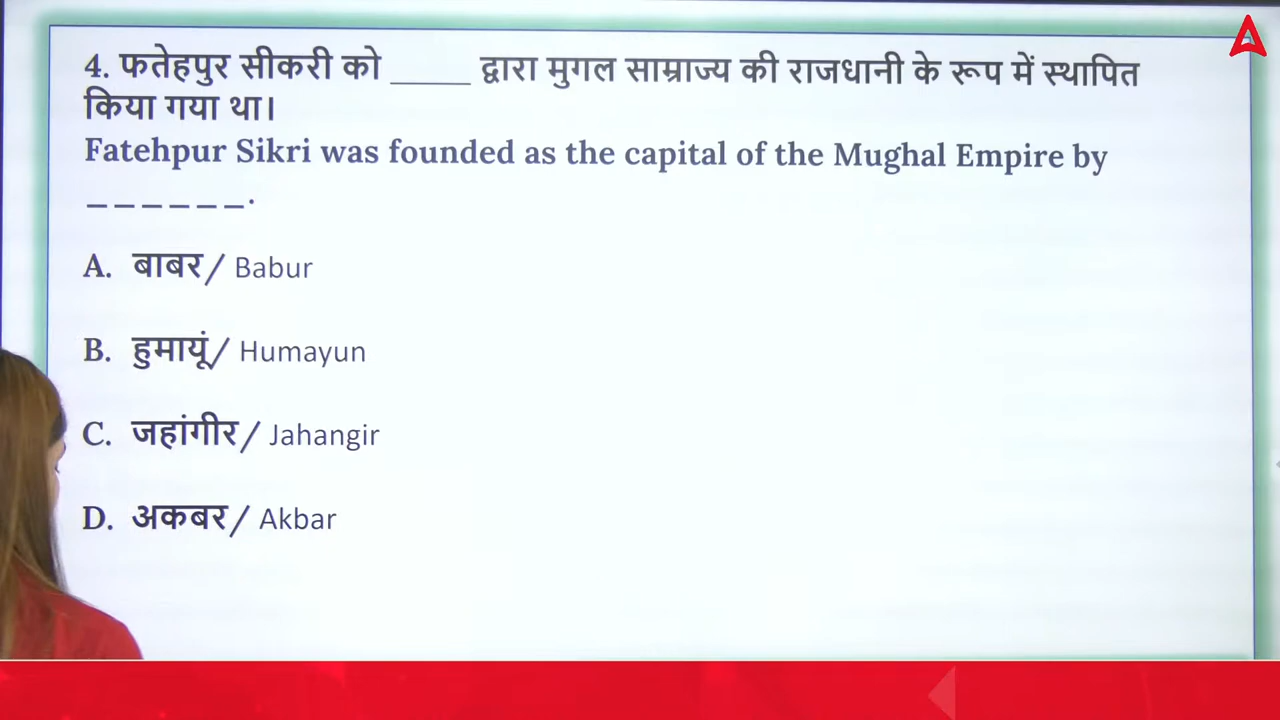 4. फतेहपुर सीकरी को _____ द्वारा मुगल साम्राज्य की राजधानी के रूप में स्थापित
किया गया था।
Fatehpur Sikri was founded as the capital of the Mughal Empire by
______.
A. बाबर/ Babur
B. हुमायूं/ Humayun
C. जहांगीर/ Jahangir
D. अकबर/ Akbar